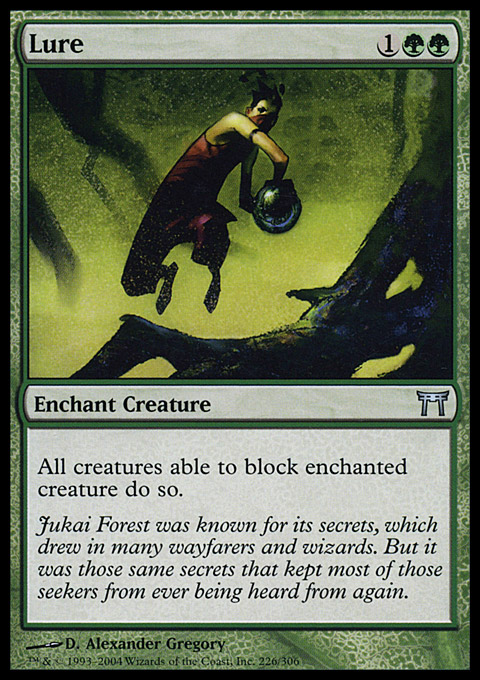 Lure 1
Enchant Creature
All creatures able to block enchanted
creature do so.
Jukai Forest was known for its secrets, which
drew in many wayfarers and wizards. But it
was those same secrets that kept most of those
seekers from ever being heard from again.
D. Alexander Gregory
™ & © 1993–2004 Wizards of the Coast, Inc. 226/306